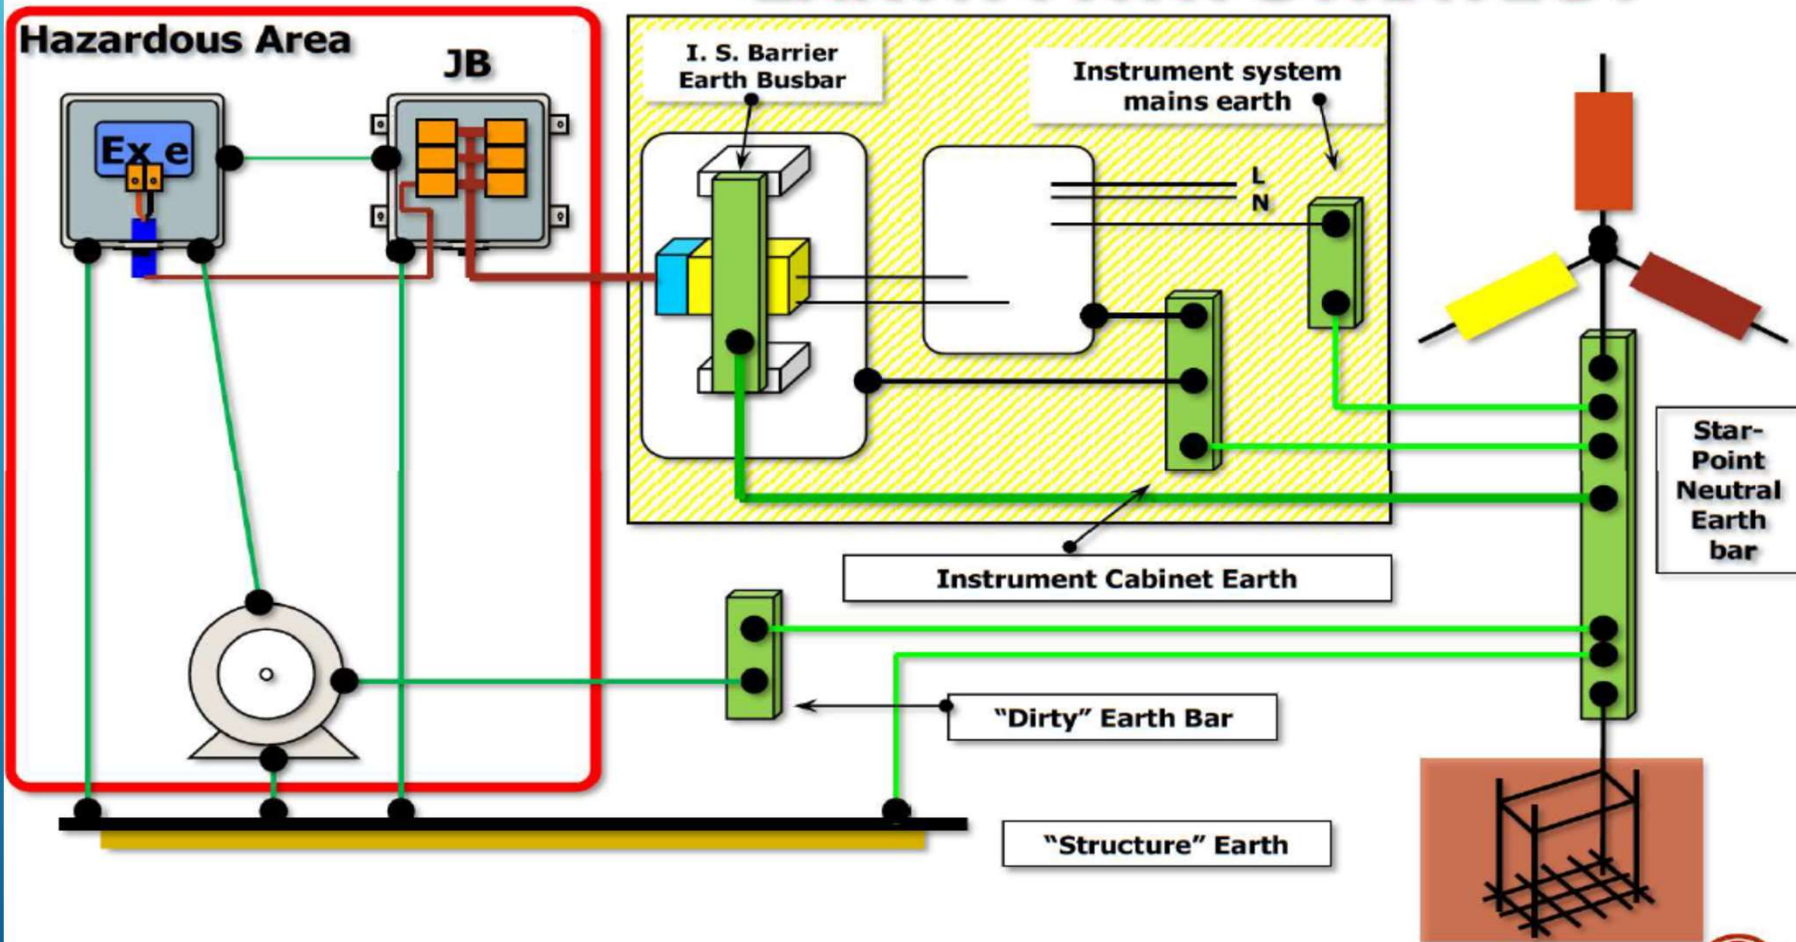 Hazardous Area
JB
Ex e
I. S. Barrier
Earth Busbar
Instrument system
mains earth
L
N
Star-
Point
Neutral
Earth
bar
Instrument Cabinet Earth
“Dirty” Earth Bar
“Structure” Earth